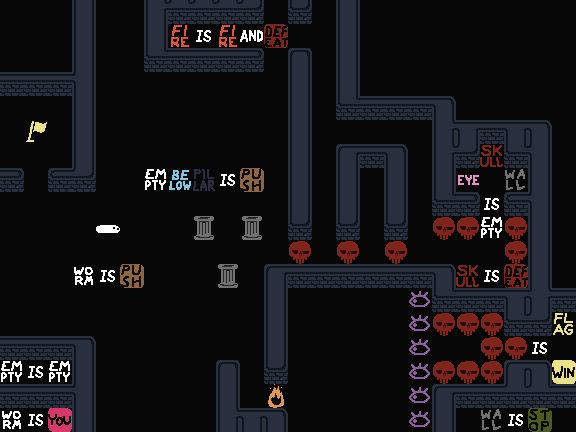 FIRE IS FIRE AND DEFEAT
SKULL
EMPTY BELOW PILLAR IS PUSH
EYE WALL
IS
EMPTY
WORM IS PUSH
SKULL IS DEFEAT
FLAG
IS
EMPTY IS EMPTY
WIN
WORM IS YOU
WALL IS STOP